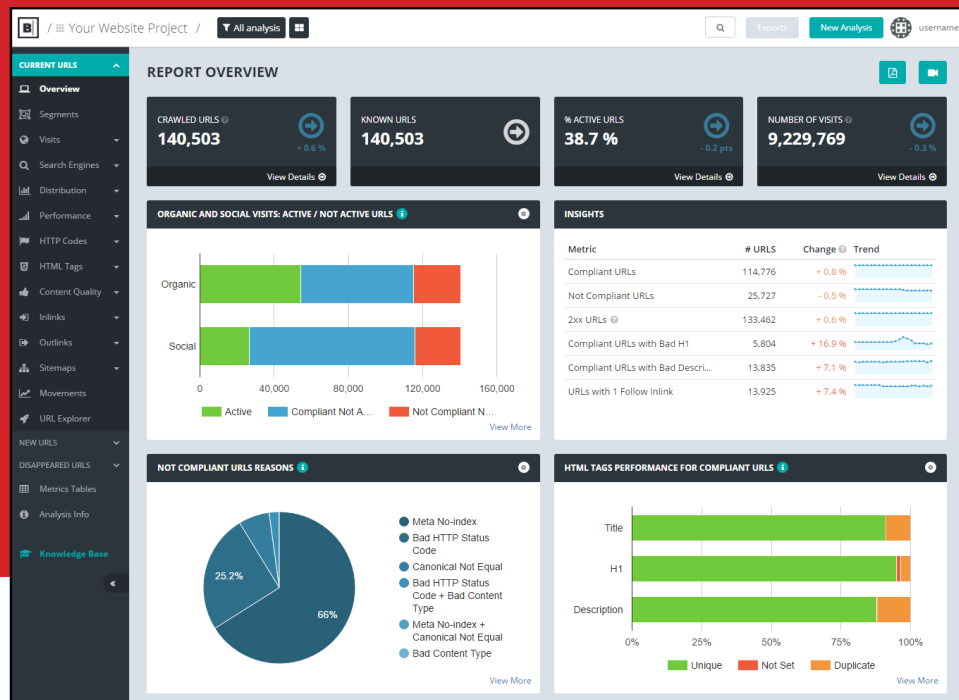 B
/ Your Website Project /
All analysis
Exports
New Analysis
username
CURRENT URLS
Overview
Segments
Visits
Search Engines
Distribution
Performance
HTTP Codes
HTML Tags
Content Quality
Inlinks
Outlinks
Sitemaps
Movements
URL Explorer
NEW URLS
DISAPPEARED URLS
Metrics Tables
Analysis Info
Knowledge Base
REPORT OVERVIEW
CRAWLED URLS
140,503
+ 0.6 %
View Details
KNOWN URLS
140,503
% ACTIVE URLS
38.7 %
- 0.2 pts
View Details
NUMBER OF VISITS
9,229,769
- 0.3 %
View Details
ORGANIC AND SOCIAL VISITS: ACTIVE / NOT ACTIVE URLS
Organic
Social
0 40,000 80,000 120,000 160,000
Active Compliant Not A... Not Compliant N...
View More
INSIGHTS
Metric # URLS Change Trend
Compliant URLs 114,776 + 0.8 %
Not Compliant URLs 25,727 - 0.5 %
2xx URLs 133,462 + 0.6 %
Compliant URLs with Bad H1 5,804 + 16.9 %
Compliant URLs with Bad Descri... 13,835 + 7.1 %
URLs with 1 Follow Inlink 13,925 + 7.4 %
NOT COMPLIANT URLS REASONS
25.2%
66%
Meta No-index
Bad HTTP Status
Code
Canonical Not Equal
Bad HTTP Status
Code + Bad Content
Type
Meta No-index +
Canonical Not Equal
Bad Content Type
View More
HTML TAGS PERFORMANCE FOR COMPLIANT URLS
Title
H1
Description
0% 25% 50% 75% 100%
Unique Not Set Duplicate
View More